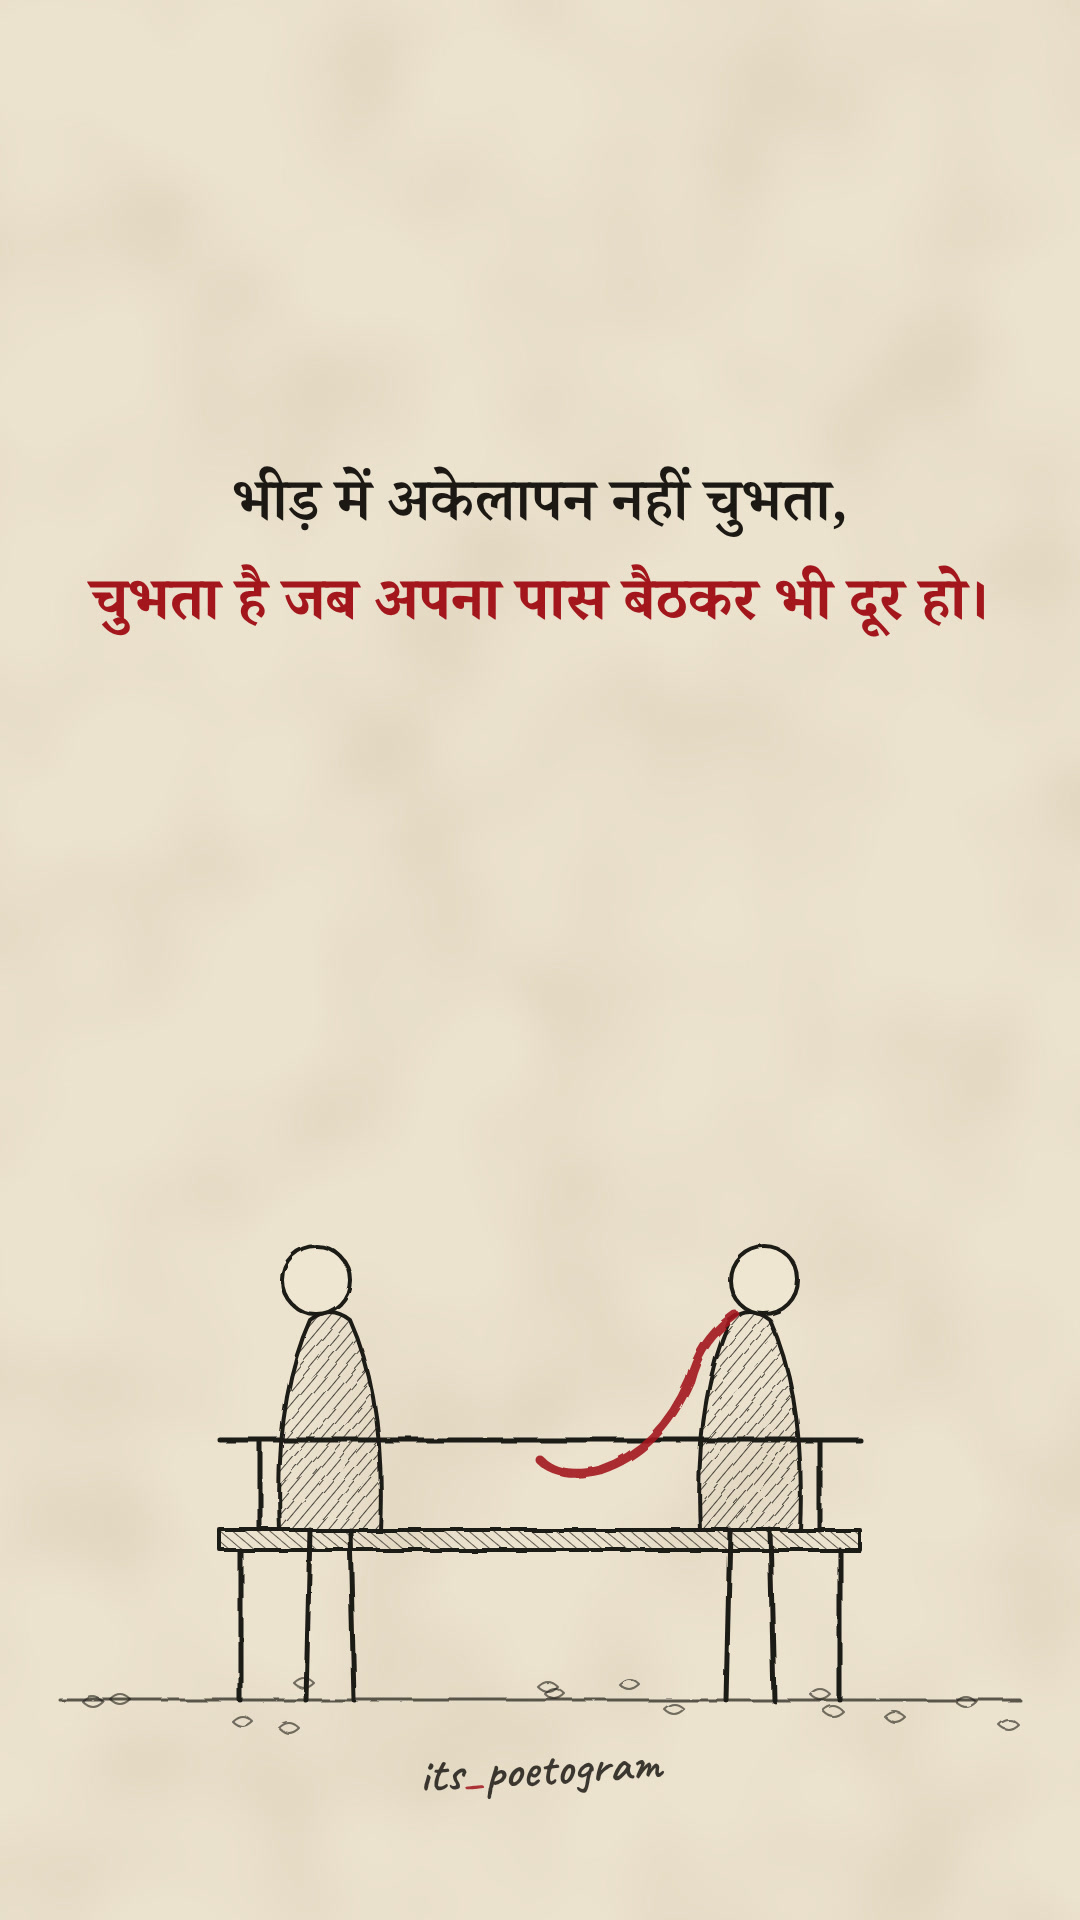 भीड़ में अकेलापन नहीं चुभता,
चुभता है जब अपना पास बैठकर भी दूर हो।
its_poetogram